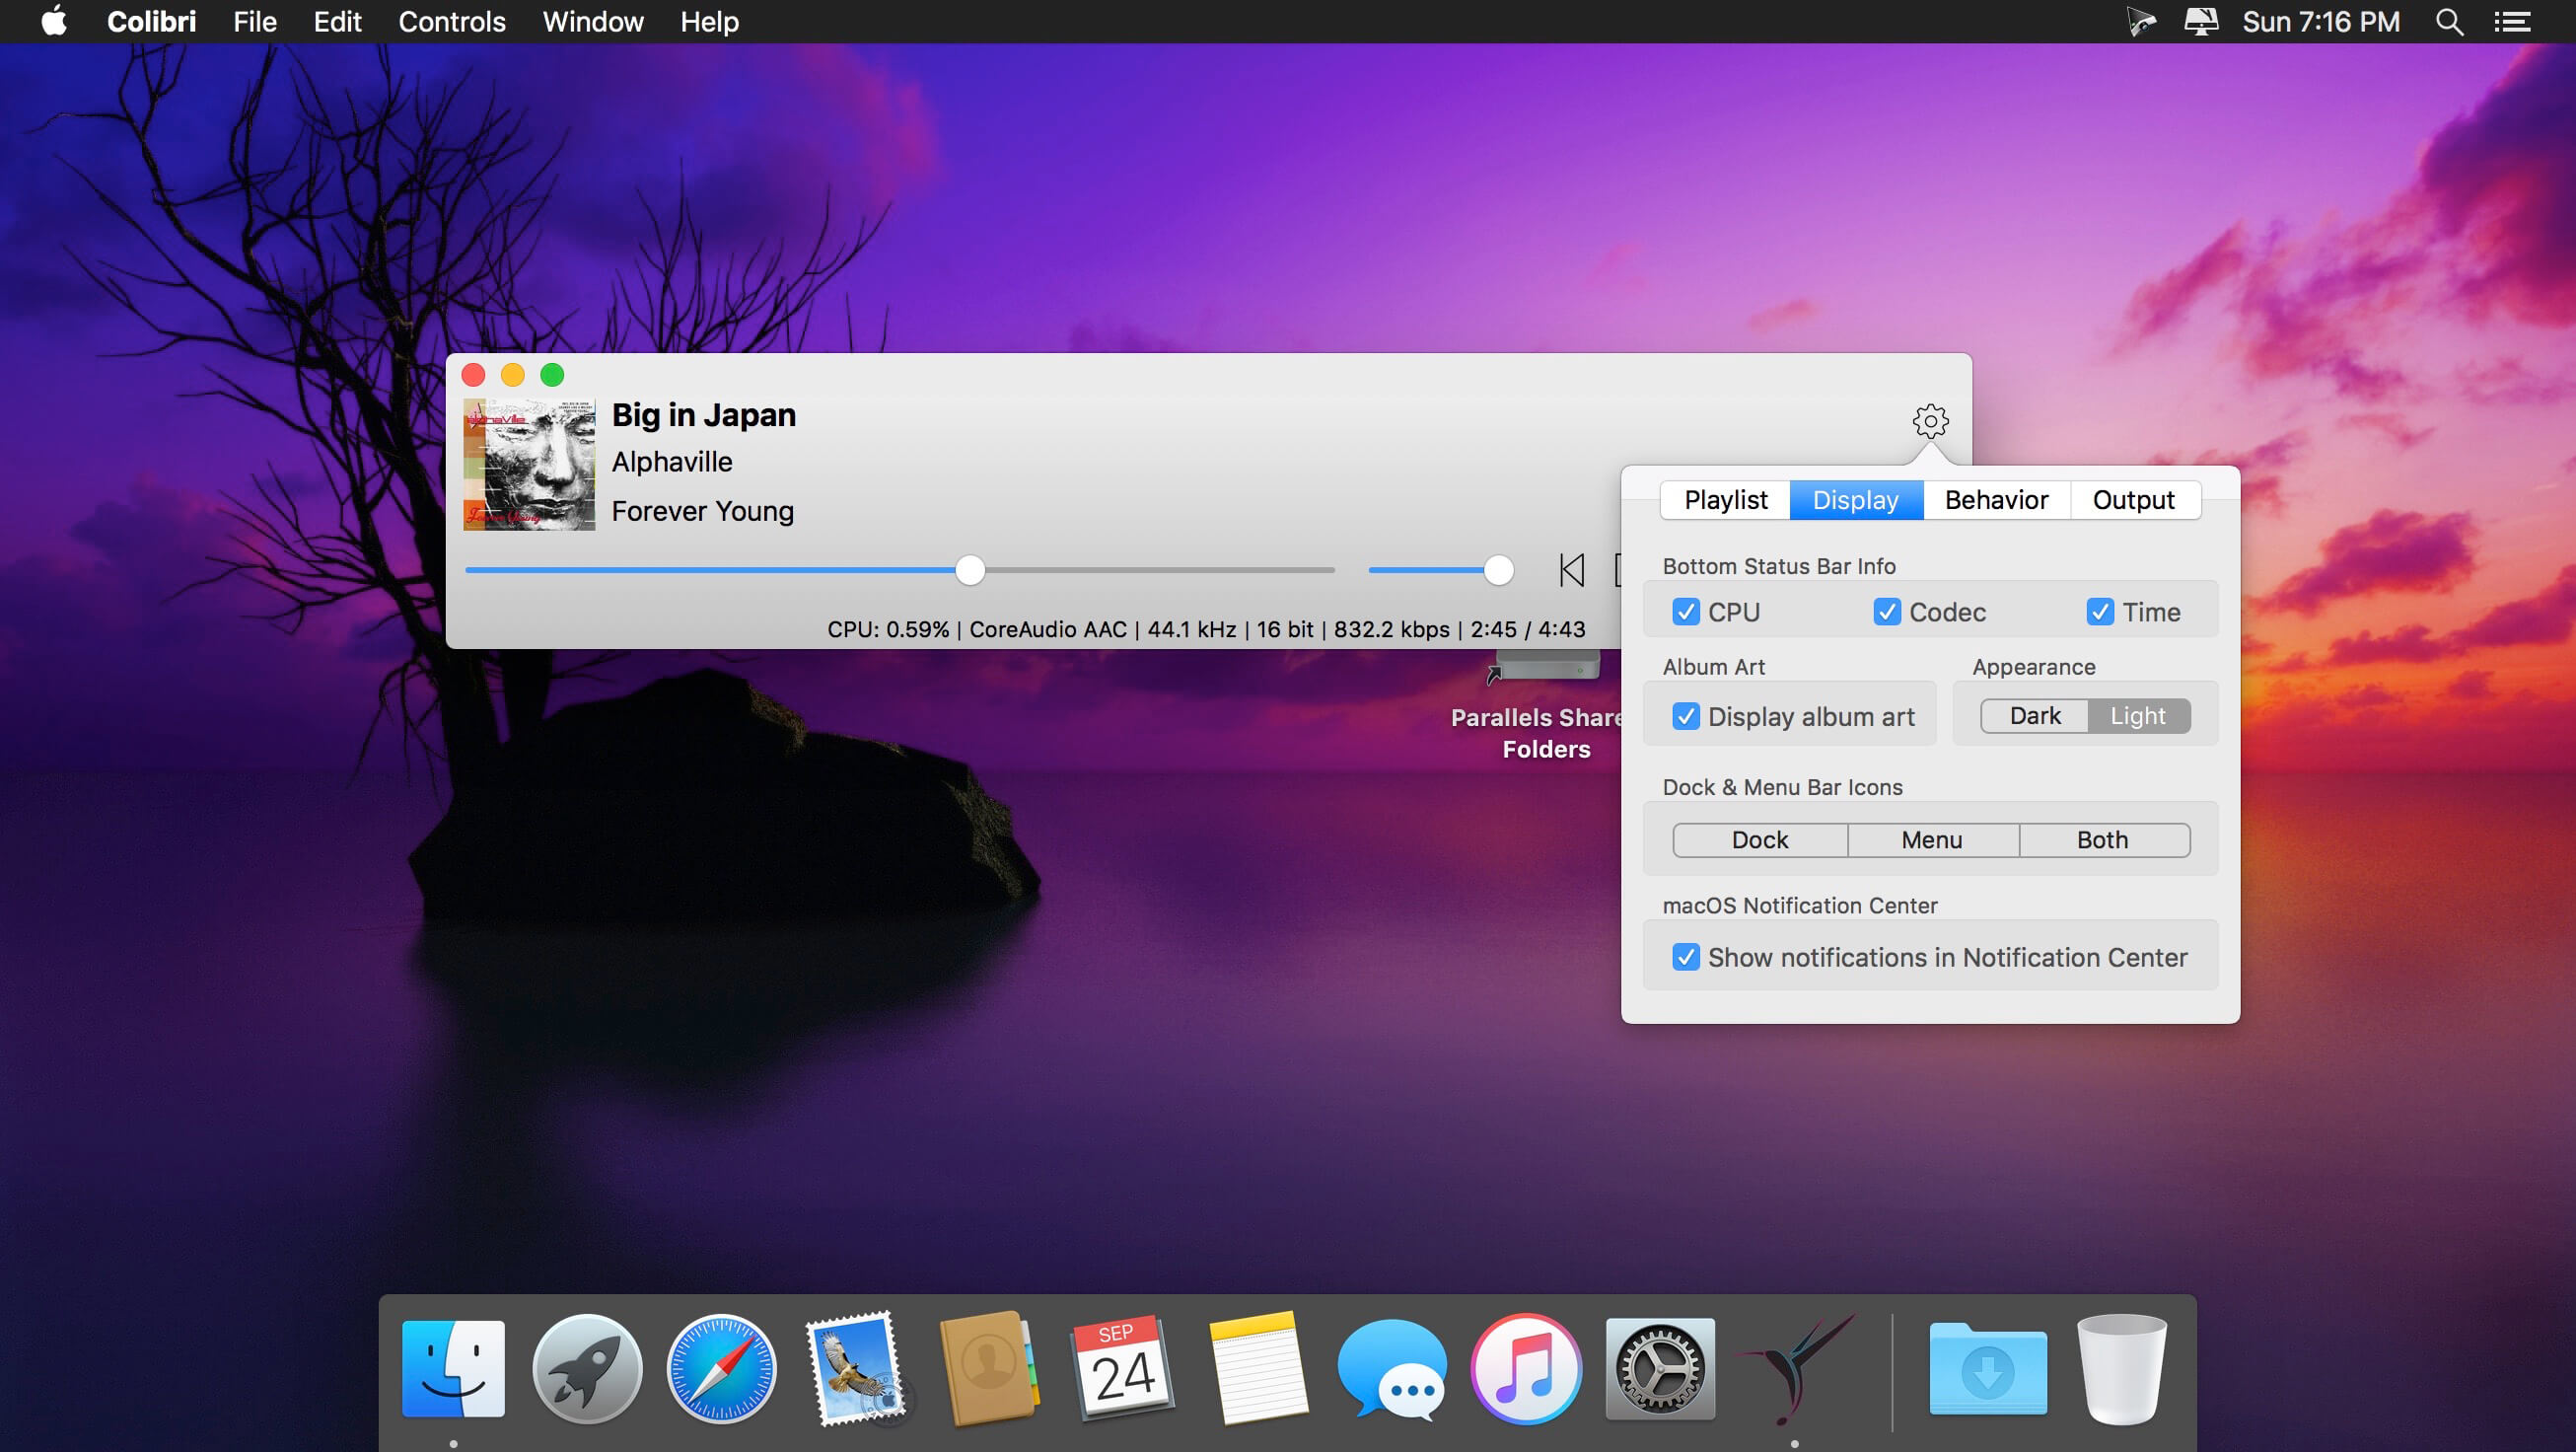 Colibri File Edit Controls Window Help
Sun 7:16 PM
Big in Japan
Alphaville
Forever Young
CPU: 0.59% | CoreAudio AAC | 44.1 kHz | 16 bit | 832.2 kbps | 2:45 / 4:43
Playlist Display Behavior Output
Bottom Status Bar Info
CPU Codec Time
Album Art Appearance
Display album art Dark Light
Dock & Menu Bar Icons
Dock Menu Both
macOS Notification Center
Show notifications in Notification Center
Parallels Share
Folders
SEP
24